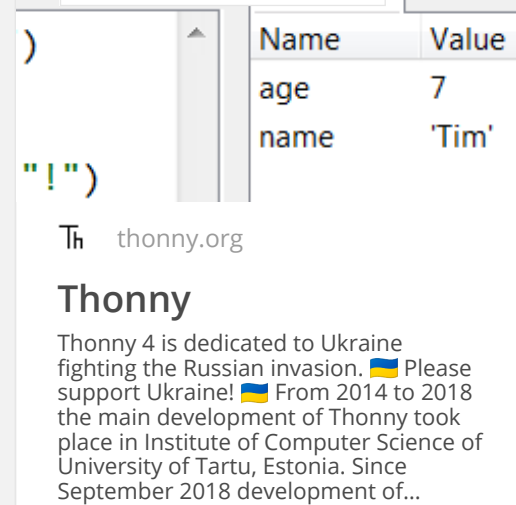 )
Name Value
age 7
name 'Tim'
"!")
Th thonny.org
Thonny
Thonny 4 is dedicated to Ukraine
fighting the Russian invasion. 🇺🇦 Please
support Ukraine! 🇺🇦 From 2014 to 2018
the main development of Thonny took
place in Institute of Computer Science of
University of Tartu, Estonia. Since
September 2018 development of...